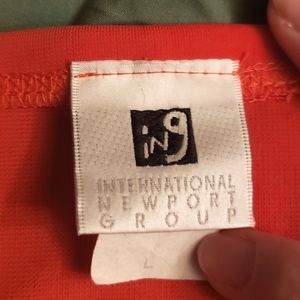 ing
INTERNATIONAL
NEWPORT
GROUP
L